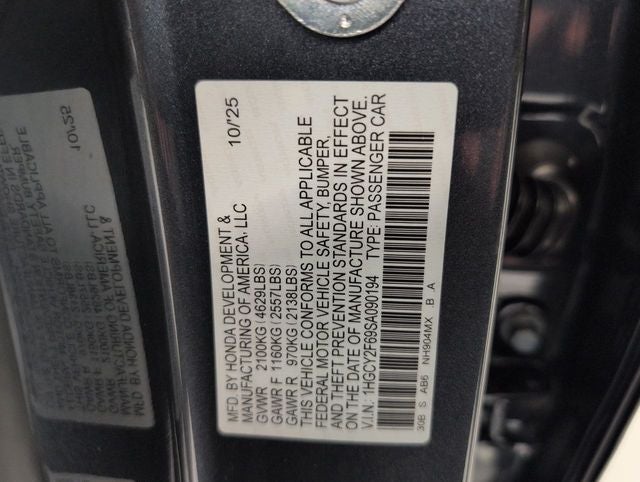 MFD. BY HONDA DEVELOPMENT & 10/25
MANUFACTURING OF AMERICA, LLC
GVWR 2100KG (4629LBS)
GAWR F 1160KG (2557LBS)
GAWR R 970KG (2138LBS)
THIS VEHICLE CONFORMS TO ALL APPLICABLE
FEDERAL MOTOR VEHICLE SAFETY, BUMPER,
AND THEFT PREVENTION STANDARDS IN EFFECT
ON THE DATE OF MANUFACTURE SHOWN ABOVE.
V.I.N.: 1HGCY2F69SA090194 TYPE: PASSENGER CAR
30B S AB6 NH904MX B A